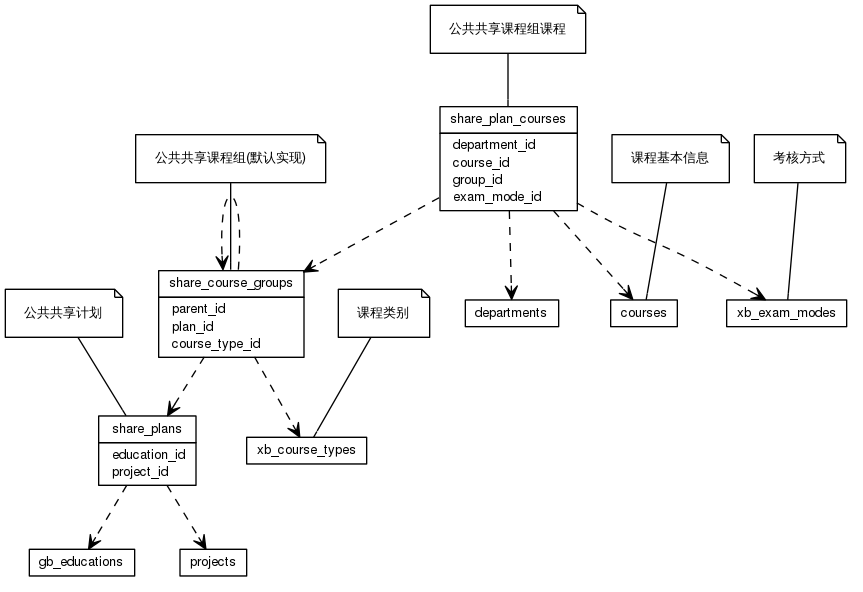 公共共享课程组课程
share_plan_courses
department_id
course_id
group_id
exam_mode_id
公共共享课程组(默认实现)
课程基本信息
考核方式
share_course_groups
parent_id
plan_id
course_type_id
公共共享计划
课程类别
departments
courses
xb_exam_modes
share_plans
education_id
project_id
xb_course_types
gb_educations
projects